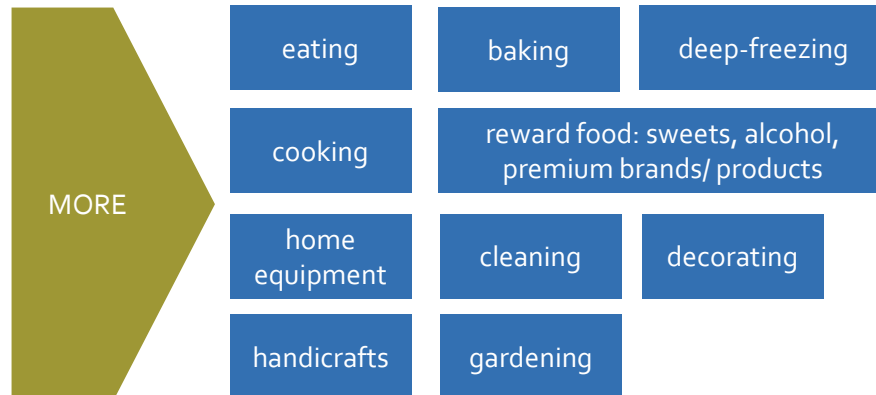 MORE
eating
baking
deep-freezing
cooking
reward food: sweets, alcohol,
premium brands/ products
home
equipment
cleaning
decorating
handicrafts
gardening